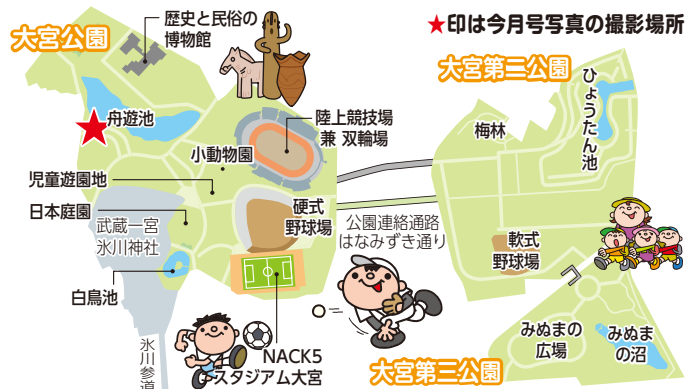 ★印は今月号写真の撮影場所
大宮公園
歴史と民俗の
博物館
舟遊池
陸上競技場
兼 双輪場
小動物園
児童遊園地
日本庭園
武蔵一宮
氷川神社
硬式
野球場
白鳥池
NACK5
スタジアム大宮
氷川参道
公園連絡通路
はなみずき通り
大宮第二公園
ひょうたん池
梅林
軟式
野球場
大宮第三公園
みぬまの
広場
みぬま
の沼